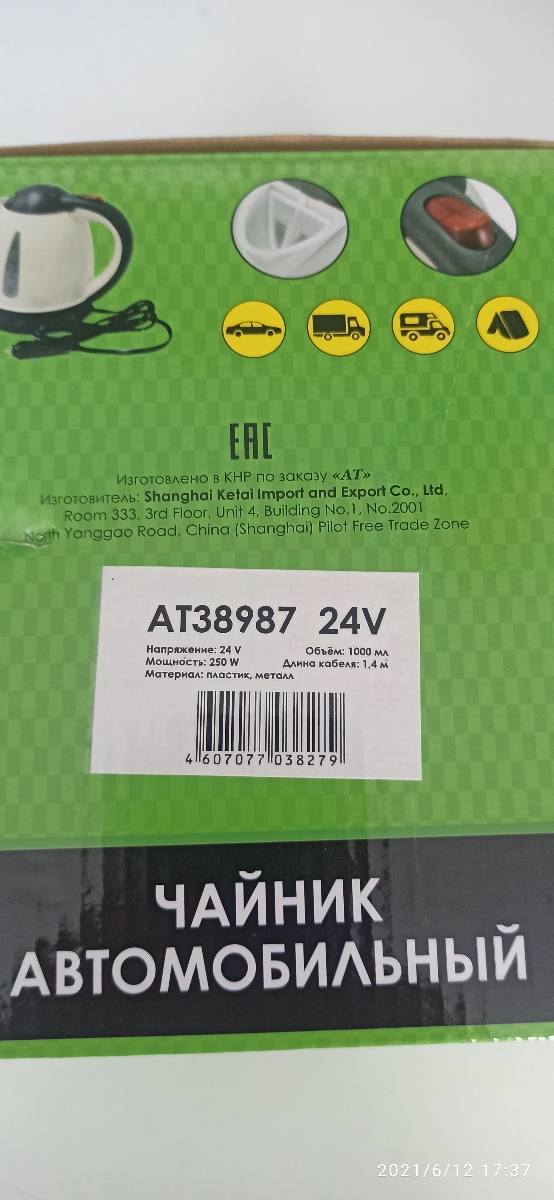 EAC
Изготовлено в КНР по заказу «АТ»
Изготовитель: Shanghai Ketai Import and Export Co., Ltd,
Room 333, 3rd Floor, Unit 4, Building No.1, No.2001
North Yanggao Road, China (Shanghai) Pilot Free Trade Zone
AT38987 24V
Напряжение: 24 V Объём: 1000 мл
Мощность: 250 W Длина кабеля: 1,4 м
Материал: пластик, металл
4 607077 038279
ЧАЙНИК
АВТОМОБИЛЬНЫЙ
2021/6/12 17:37